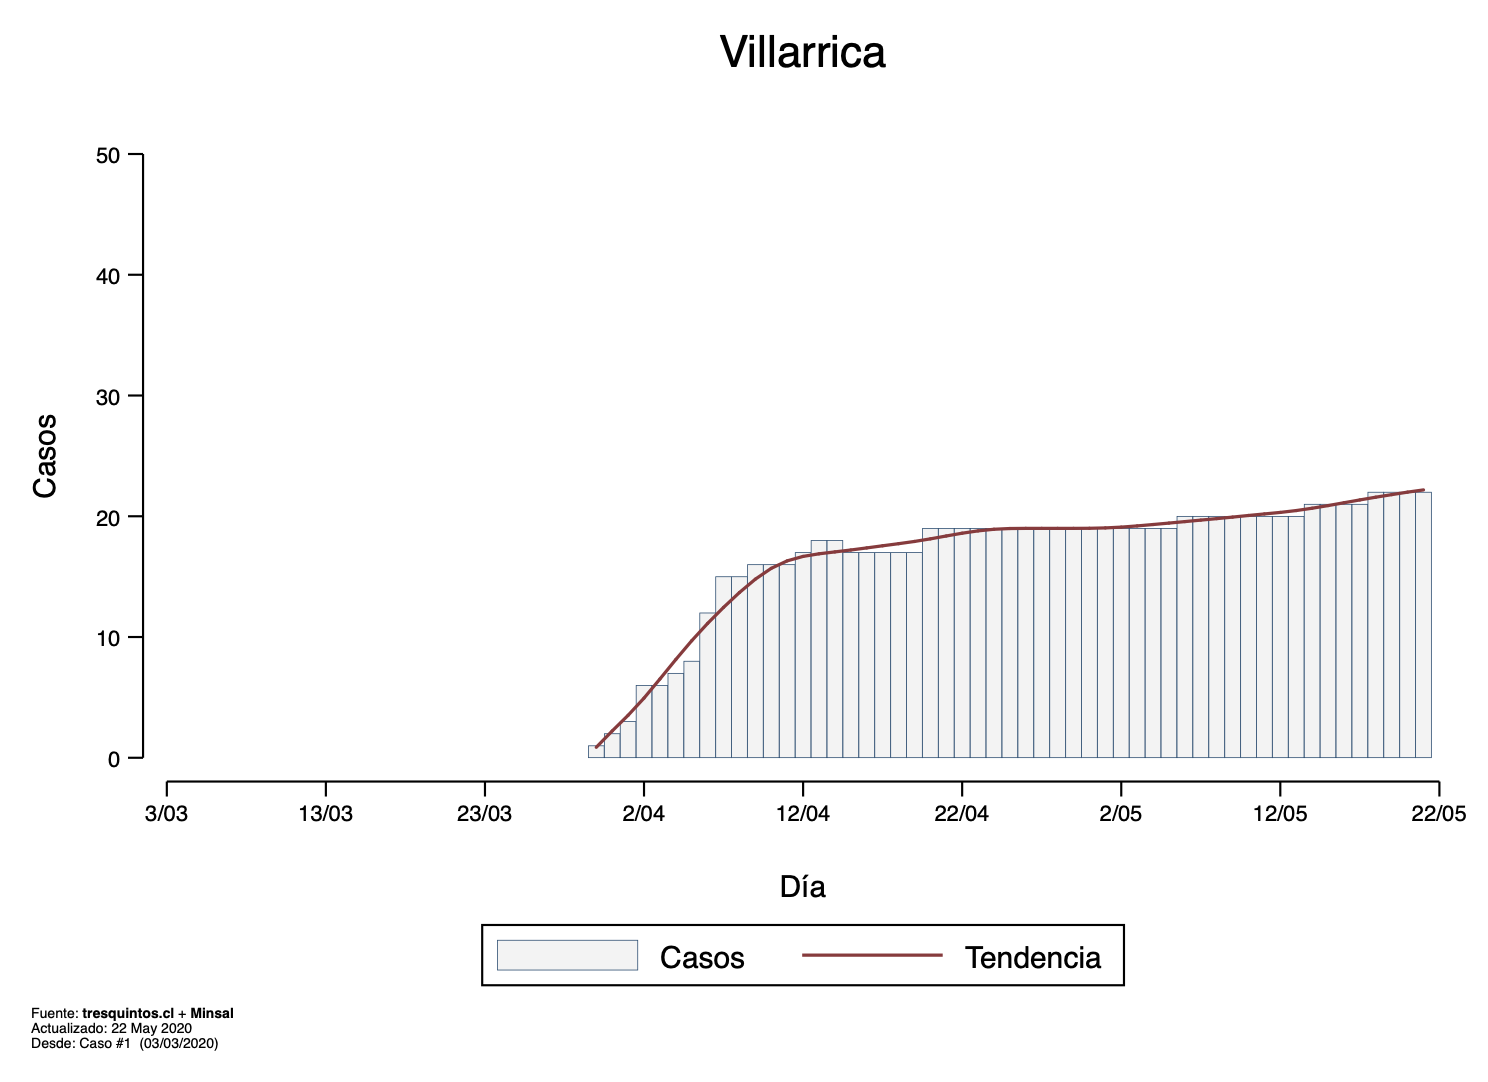 Villarrica
50
40
30
20
10
0
Casos
3/03 13/03 23/03 2/04 12/04 22/04 2/05 12/05 22/05
Día
Casos Tendencia
Fuente: tresquintos.cl + Minsal
Actualizado: 22 May 2020
Desde: Caso #1 (03/03/2020)